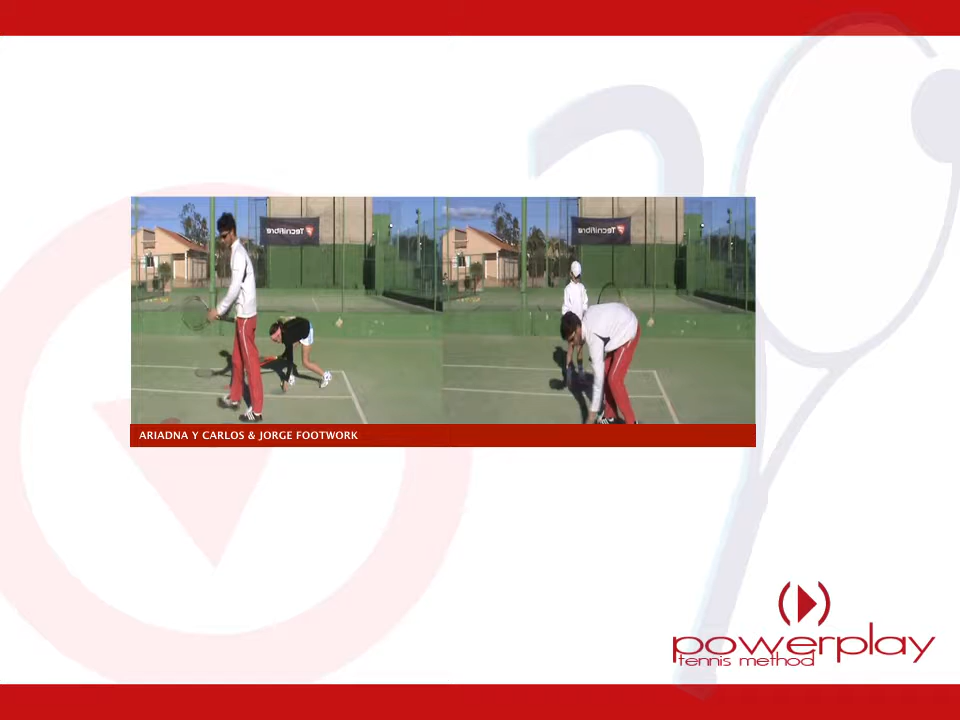 Tecnifibre
Tecnifibre
ARIADNA Y CARLOS & JORGE FOOTWORK
powerplay
tennis method